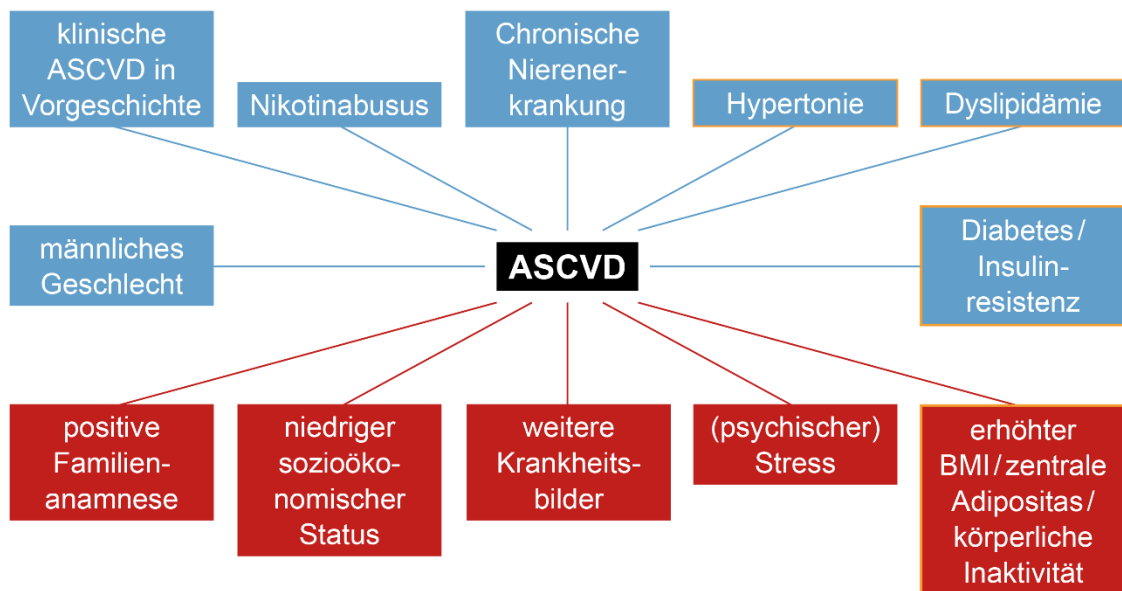 klinische
ASCVD in
Vorgeschichte
Nikotinabusus
Chronische
Nierener-
krankung
Hypertonie
Dyslipidämie
männliches
Geschlecht
ASCVD
Diabetes /
Insulin-
resistenz
positive
Familien-
anamnese
niedriger
sozioöko-
nomischer
Status
weitere
Krankheits-
bilder
(psychischer)
Stress
erhöhter
BMI / zentrale
Adipositas /
körperliche
Inaktivität